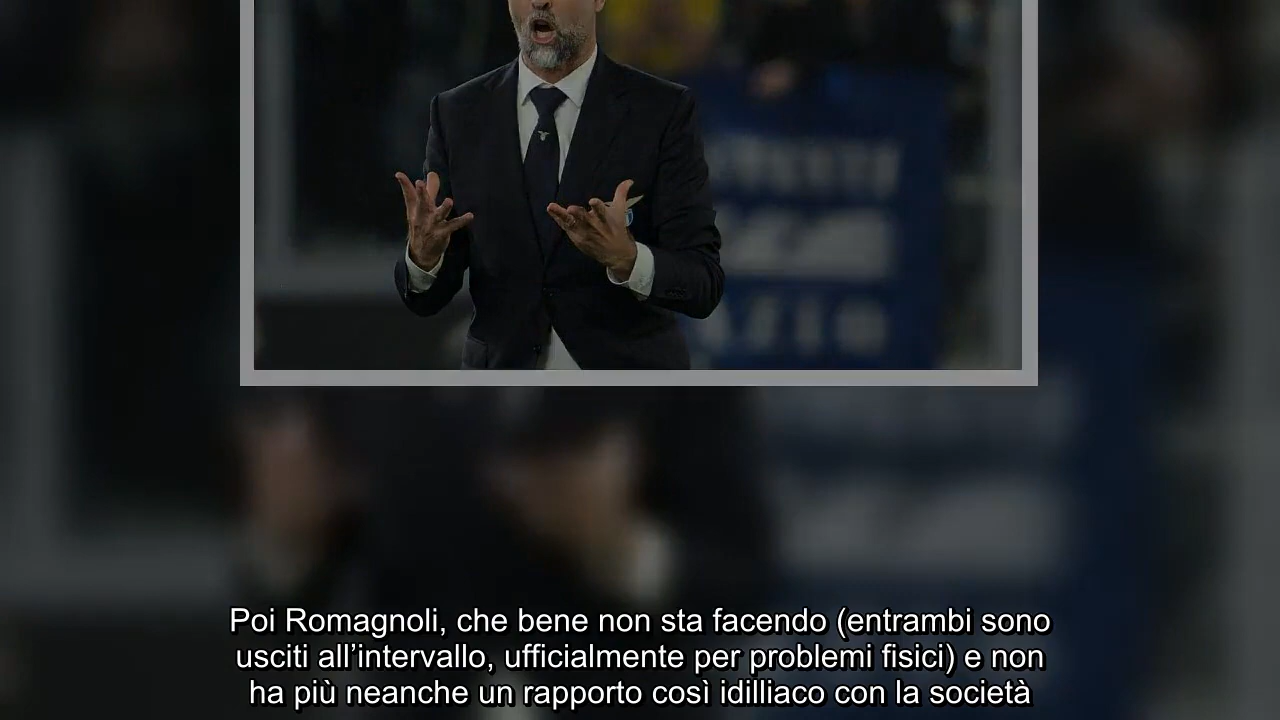 Poi Romagnoli, che bene non sta facendo (entrambi sono
usciti all’intervallo, ufficialmente per problemi fisici) e non
ha più neanche un rapporto così idilliaco con la società